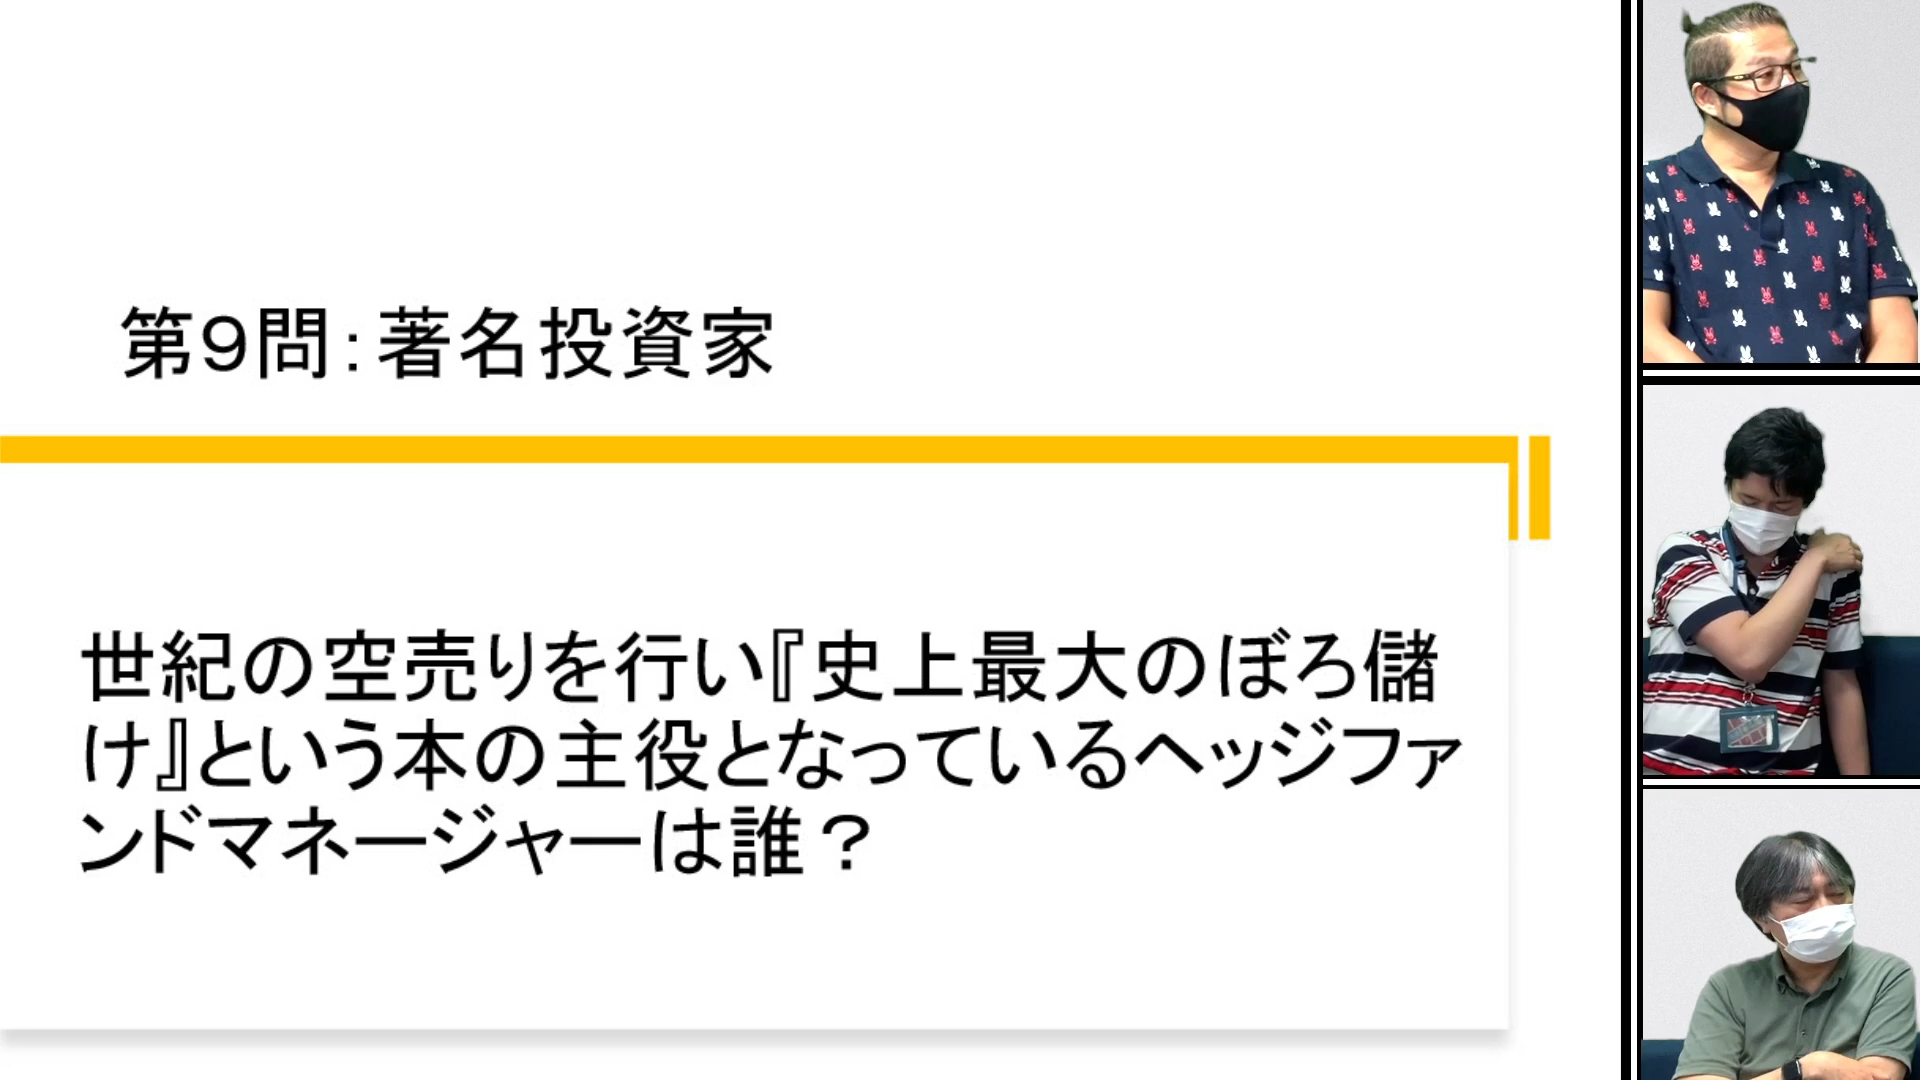 第9問：著名投資家
世紀の空売りを行い『史上最大のぼろ儲
け』という本の主役となっているヘッジファ
ンドマネージャーは誰？